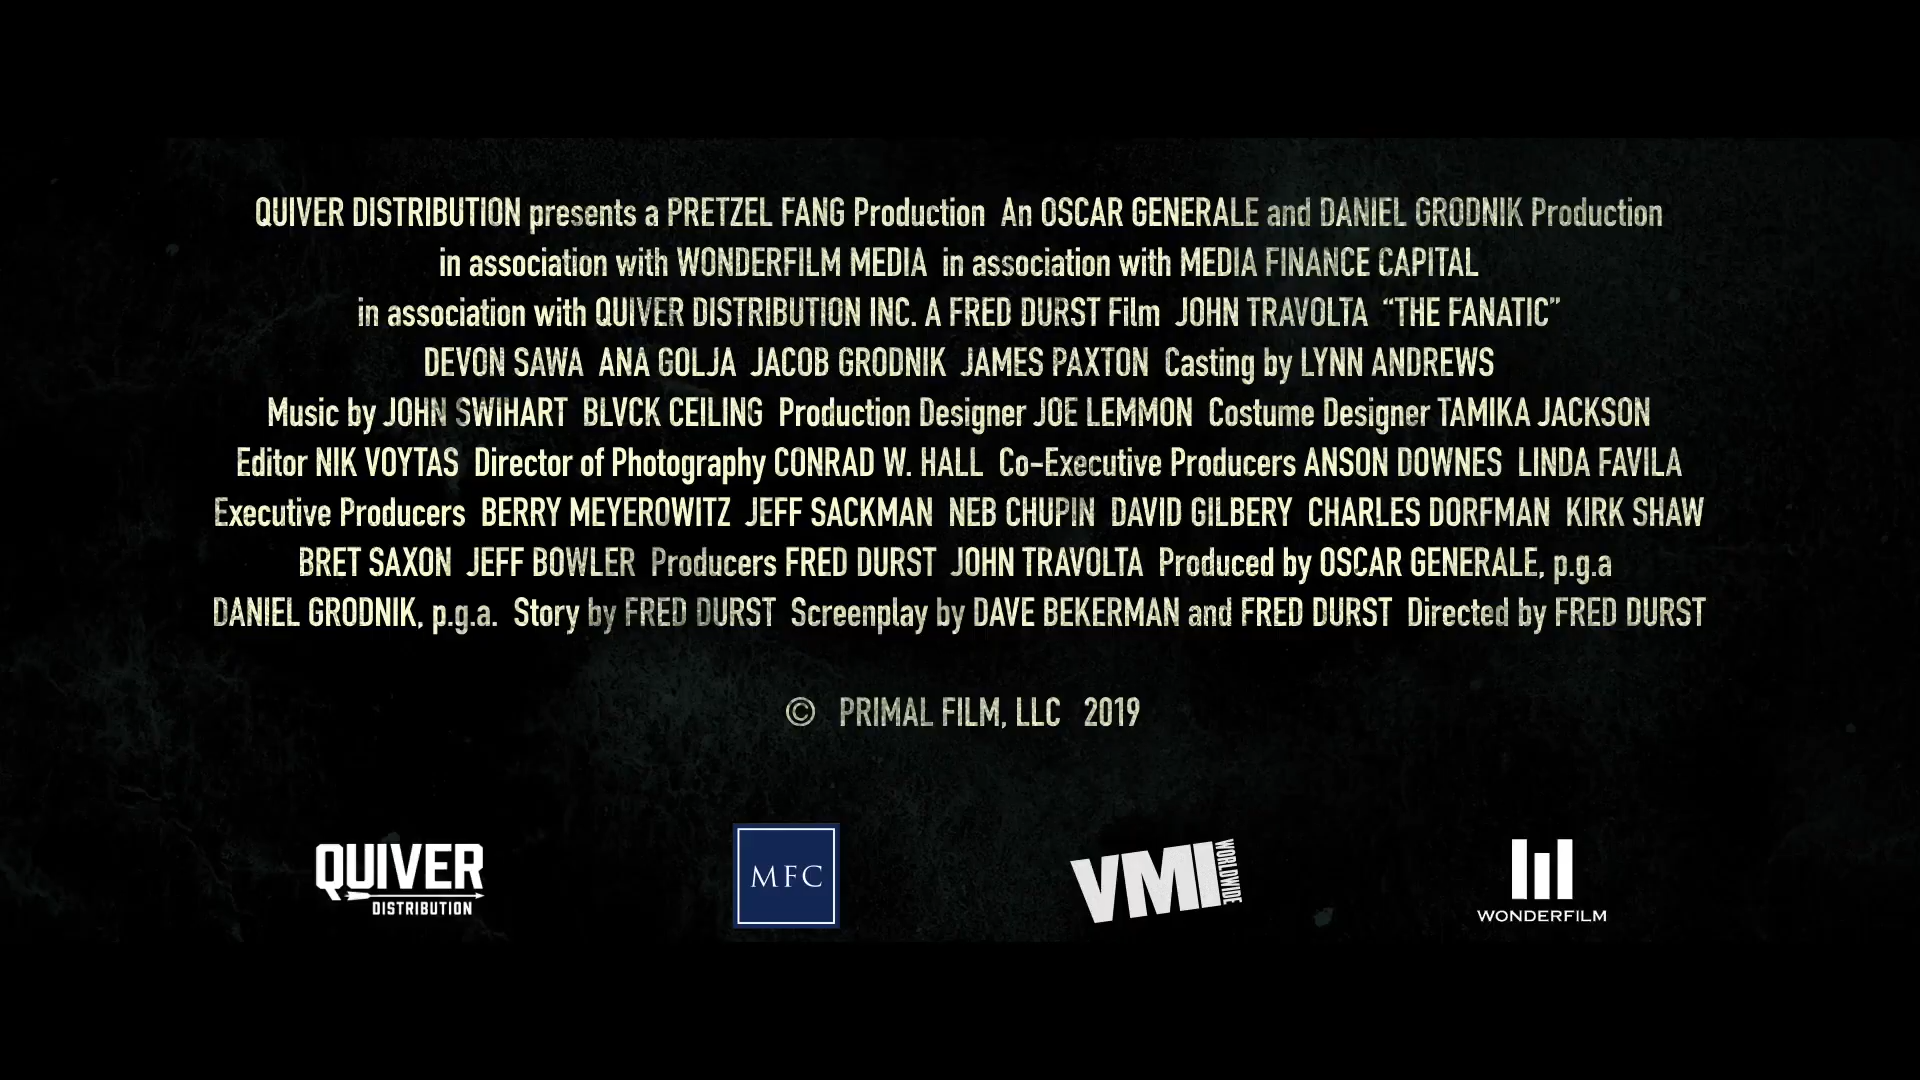 QUIVER DISTRIBUTION presents a PRETZEL FANG Production An OSCAR GENERALE and DANIEL GRODNIK Production
in association with WONDERFILM MEDIA in association with MEDIA FINANCE CAPITAL
in association with QUIVER DISTRIBUTION INC. A FRED DURST Film JOHN TRAVOLTA “THE FANATIC”
DEVON SAWA ANA GOLJA JACOB GRODNIK JAMES PAXTON Casting by LYNN ANDREWS
Music by JOHN SWIHART BLVCK CEILING Production Designer JOE LEMMON Costume Designer TAMIKA JACKSON
Editor NIK VOYTAS Director of Photography CONRAD W. HALL Co-Executive Producers ANSON DOWNES LINDA FAVILA
Executive Producers BERRY MEYEROWITZ JEFF SACKMAN NEB CHUPIN DAVID GILBERY CHARLES DORFMAN KIRK SHAW
BRET SAXON JEFF BOWLER Producers FRED DURST JOHN TRAVOLTA Produced by OSCAR GENERALE, p.g.a
DANIEL GRODNIK, p.g.a. Story by FRED DURST Screenplay by DAVE BEKERMAN and FRED DURST Directed by FRED DURST
© PRIMAL FILM, LLC 2019
QUIVER
DISTRIBUTION
MFC
VMI WORLDWIDE
WONDERFILM